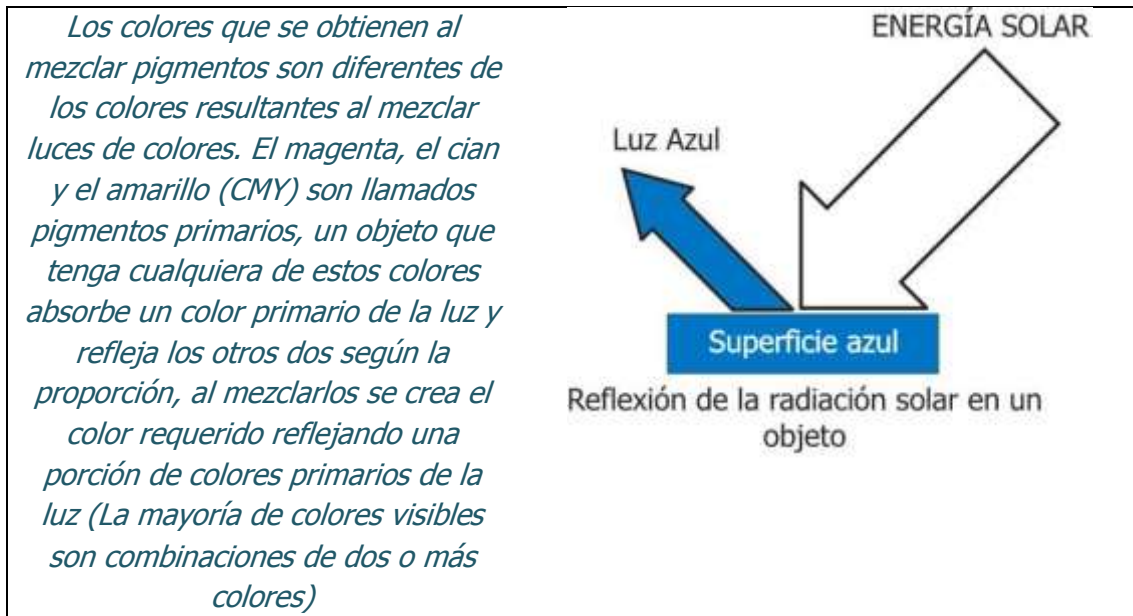 Los colores que se obtienen al
mezclar pigmentos son diferentes de
los colores resultantes al mezclar
luces de colores. El magenta, el cian
y el amarillo (CMY) son llamados
pigmentos primarios, un objeto que
tenga cualquiera de estos colores
absorbe un color primario de la luz y
refleja los otros dos según la
proporción, al mezclarlos se crea el
color requerido reflejando una
porción de colores primarios de la
luz (La mayoría de colores visibles
son combinaciones de dos o más
colores)
ENERGÍA SOLAR
Luz Azul
Superficie azul
Reflexión de la radiación solar en un
objeto